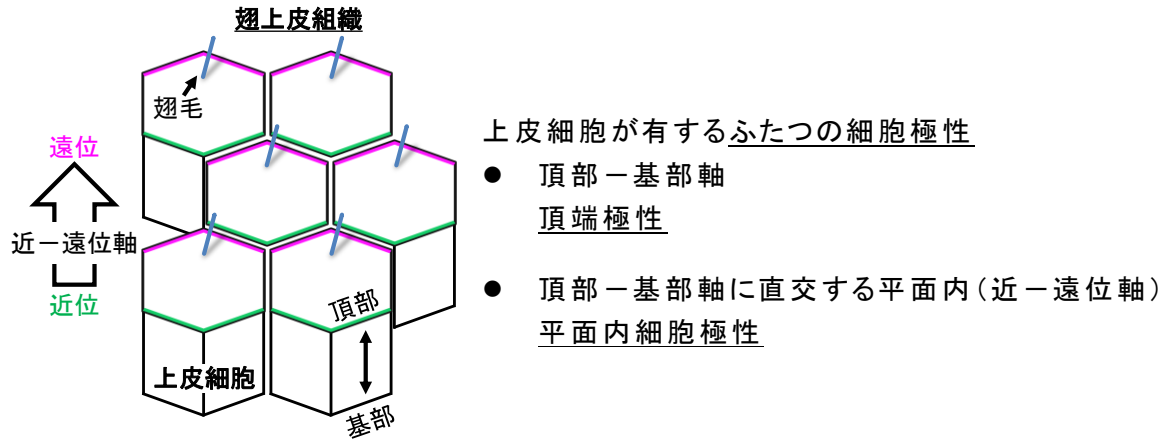 翅上皮組織
翅毛
遠位
近－遠位軸
近位
頂部
上皮細胞
基部
上皮細胞が有するふたつの細胞極性
● 頂部－基部軸
頂端極性
● 頂部－基部軸に直交する平面内（近－遠位軸）
平面内細胞極性